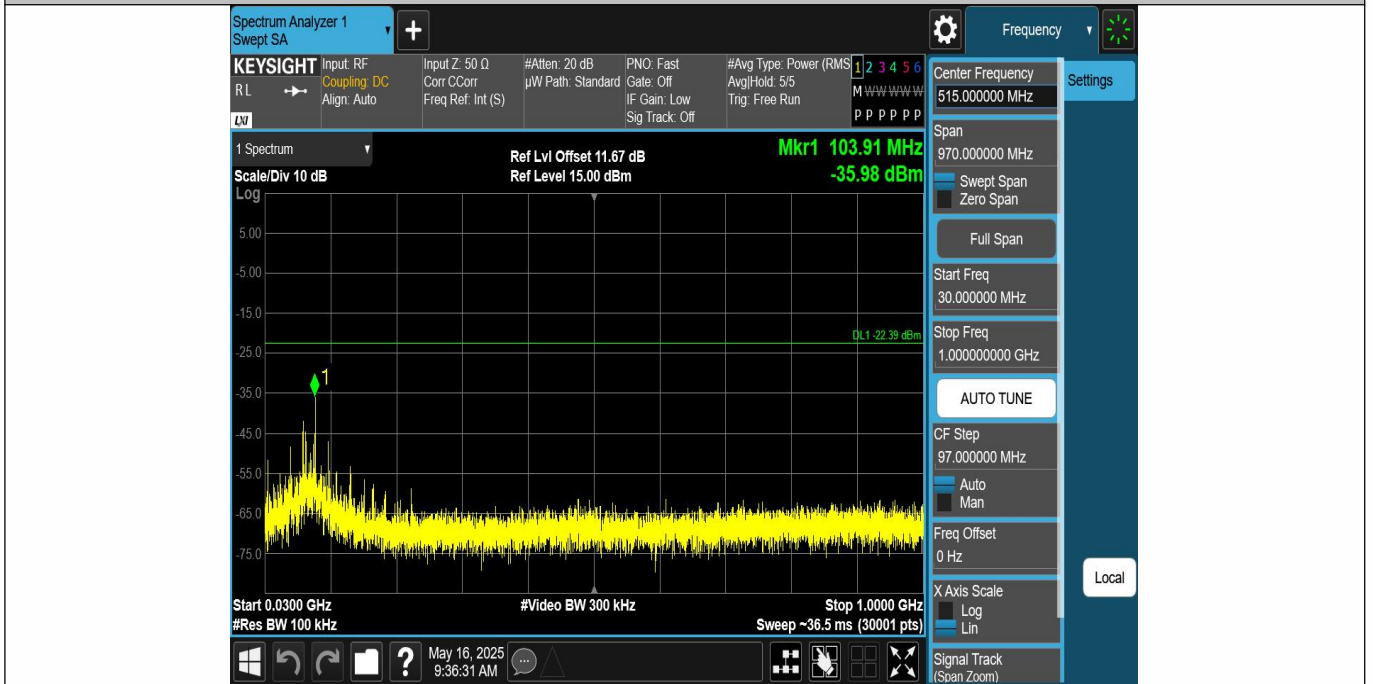 Spectrum Analyzer 1
Swept SA
+
Frequency
KEYSIGHT
RL
LXI
Input: RF
Coupling: DC
Align: Auto
Input Z: 50 Ω
Corr CCorr
Freq Ref: Int (S)
#Atten: 20 dB
µW Path: Standard
PNO: Fast
Gate: Off
IF Gain: Low
Sig Track: Off
#Avg Type: Power (RMS
Avg|Hold: 5/5
Trig: Free Run
1 2 3 4 5 6
M W W W W W
P P P P P P
Center Frequency
515.000000 MHz
Settings
1 Spectrum
Scale/Div 10 dB
Ref Lvl Offset 11.67 dB
Ref Level 15.00 dBm
Mkr1 103.91 MHz
-35.98 dBm
Span
970.000000 MHz
Swept Span
Zero Span
Full Span
Start Freq
30.000000 MHz
Stop Freq
1.000000000 GHz
AUTO TUNE
CF Step
97.000000 MHz
Auto
Man
Freq Offset
0 Hz
X Axis Scale
Log
Lin
Signal Track
(Span Zoom)
Local
Log
5.00
-5.00
-15.0
DL1 -22.39 dBm
-25.0
1
-35.0
-45.0
-55.0
-65.0
-75.0
Start 0.0300 GHz
#Video BW 300 kHz
Stop 1.0000 GHz
#Res BW 100 kHz
Sweep ~36.5 ms (30001 pts)
?
May 16, 2025
9:36:31 AM